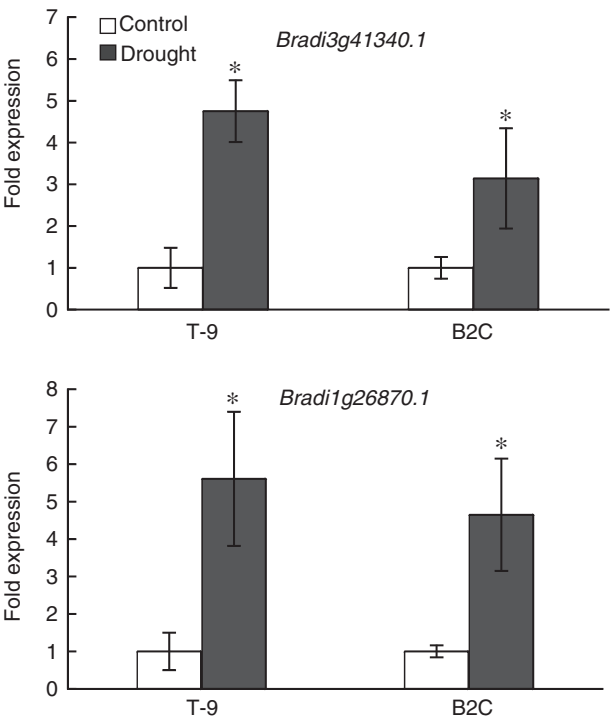 7
6
5
4
3
2
1
0
Fold expression
Control
Drought
Bradi3g41340.1
*
*
T-9
B2C
8
7
6
5
4
3
2
1
0
Fold expression
Bradi1g26870.1
*
*
T-9
B2C